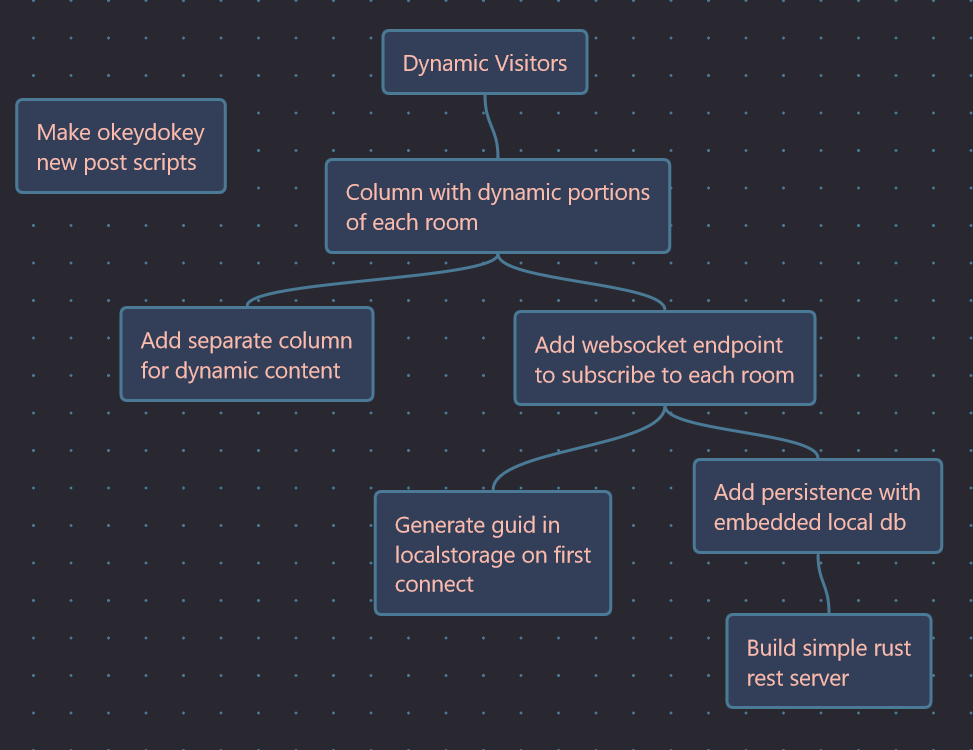 Dynamic Visitors
Make okeydokey
new post scripts
Column with dynamic portions
of each room
Add separate column
for dynamic content
Add websocket endpoint
to subscribe to each room
Generate guid in
localstorage on first
connect
Add persistence with
embedded local db
Build simple rust
rest server